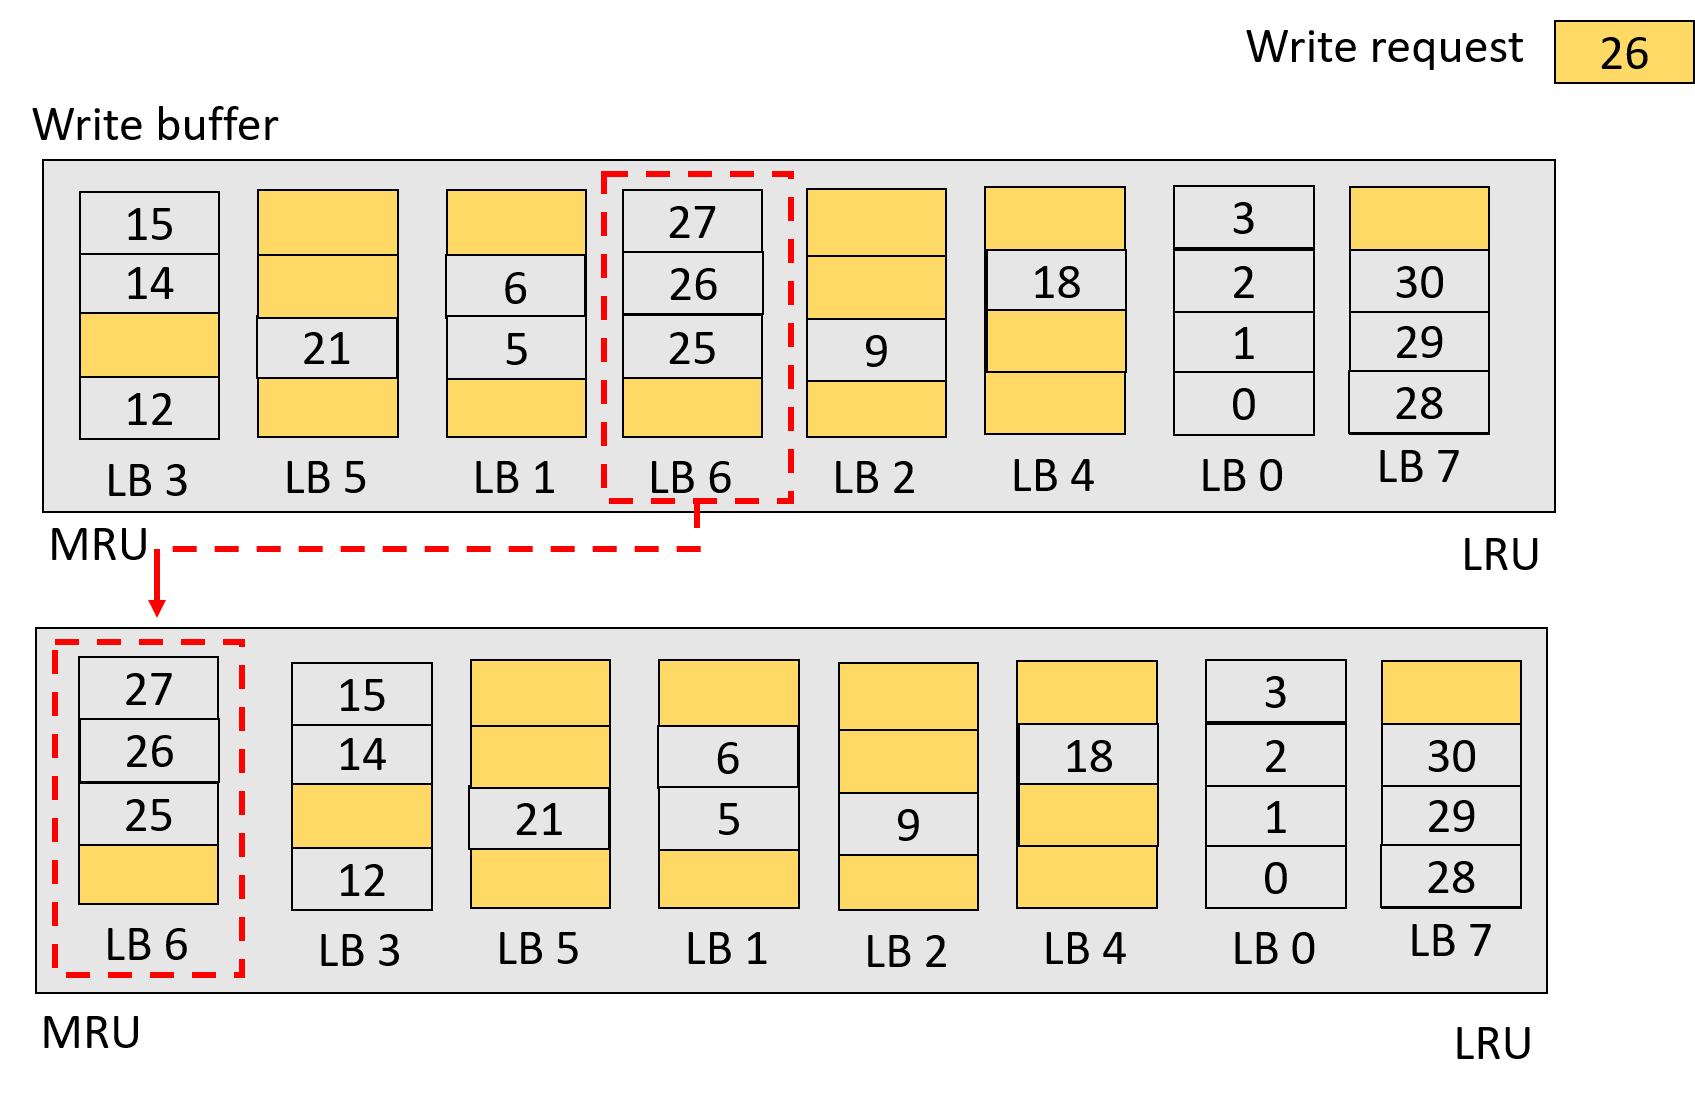 Write request 26
Write buffer
15 27 3
14 6 26 18 2 30
21 5 25 9 1 29
12 0 28
LB 3 LB 5 LB 1 LB 6 LB 2 LB 4 LB 0 LB 7
MRU LRU
27 15 3
26 14 6 18 2 30
25 21 5 9 1 29
12 0 28
LB 6 LB 3 LB 5 LB 1 LB 2 LB 4 LB 0 LB 7
MRU LRU